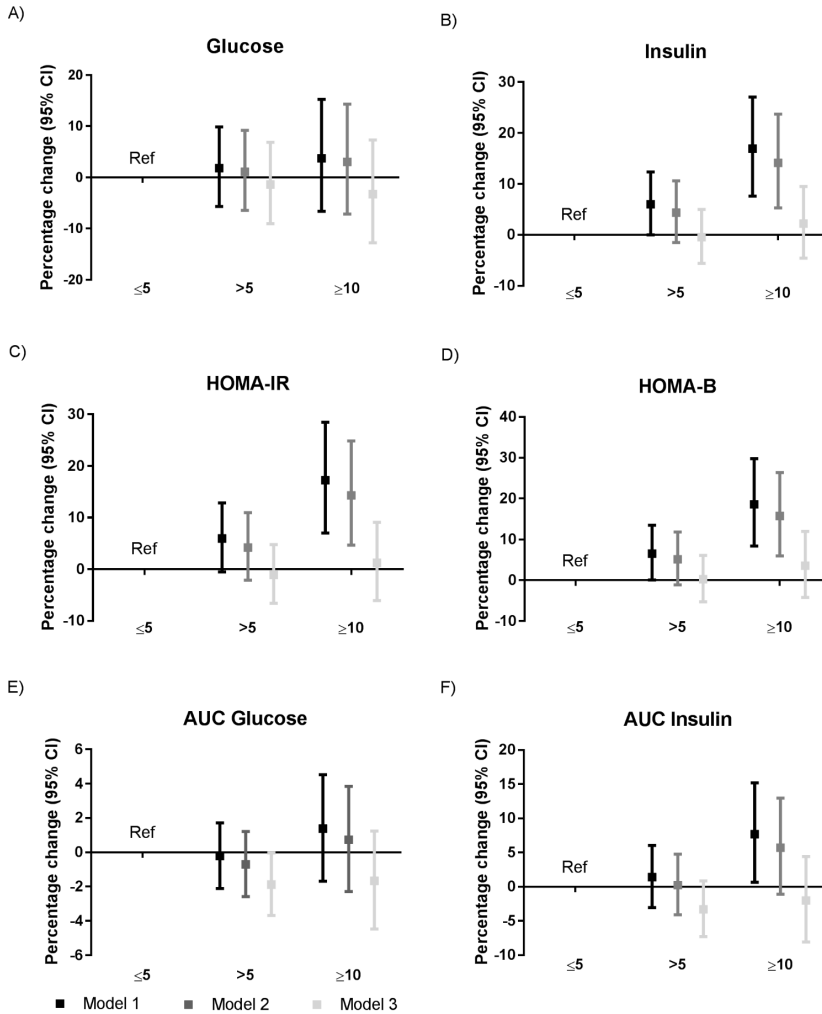 A)
Glucose
Percentage change (95% CI)
20
10
0
-10
-20
Ref
≤5
>5
≥10
B)
Insulin
Percentage change (95% CI)
30
20
10
0
-10
Ref
≤5
>5
≥10
C)
HOMA-IR
Percentage change (95% CI)
30
20
10
0
-10
Ref
≤5
>5
≥10
D)
HOMA-B
Percentage change (95% CI)
40
30
20
10
0
-10
Ref
≤5
>5
≥10
E)
AUC Glucose
Percentage change (95% CI)
6
4
2
0
-2
-4
-6
Ref
≤5
>5
≥10
F)
AUC Insulin
Percentage change (95% CI)
20
15
10
5
0
-5
-10
Ref
≤5
>5
≥10
Model 1 Model 2 Model 3